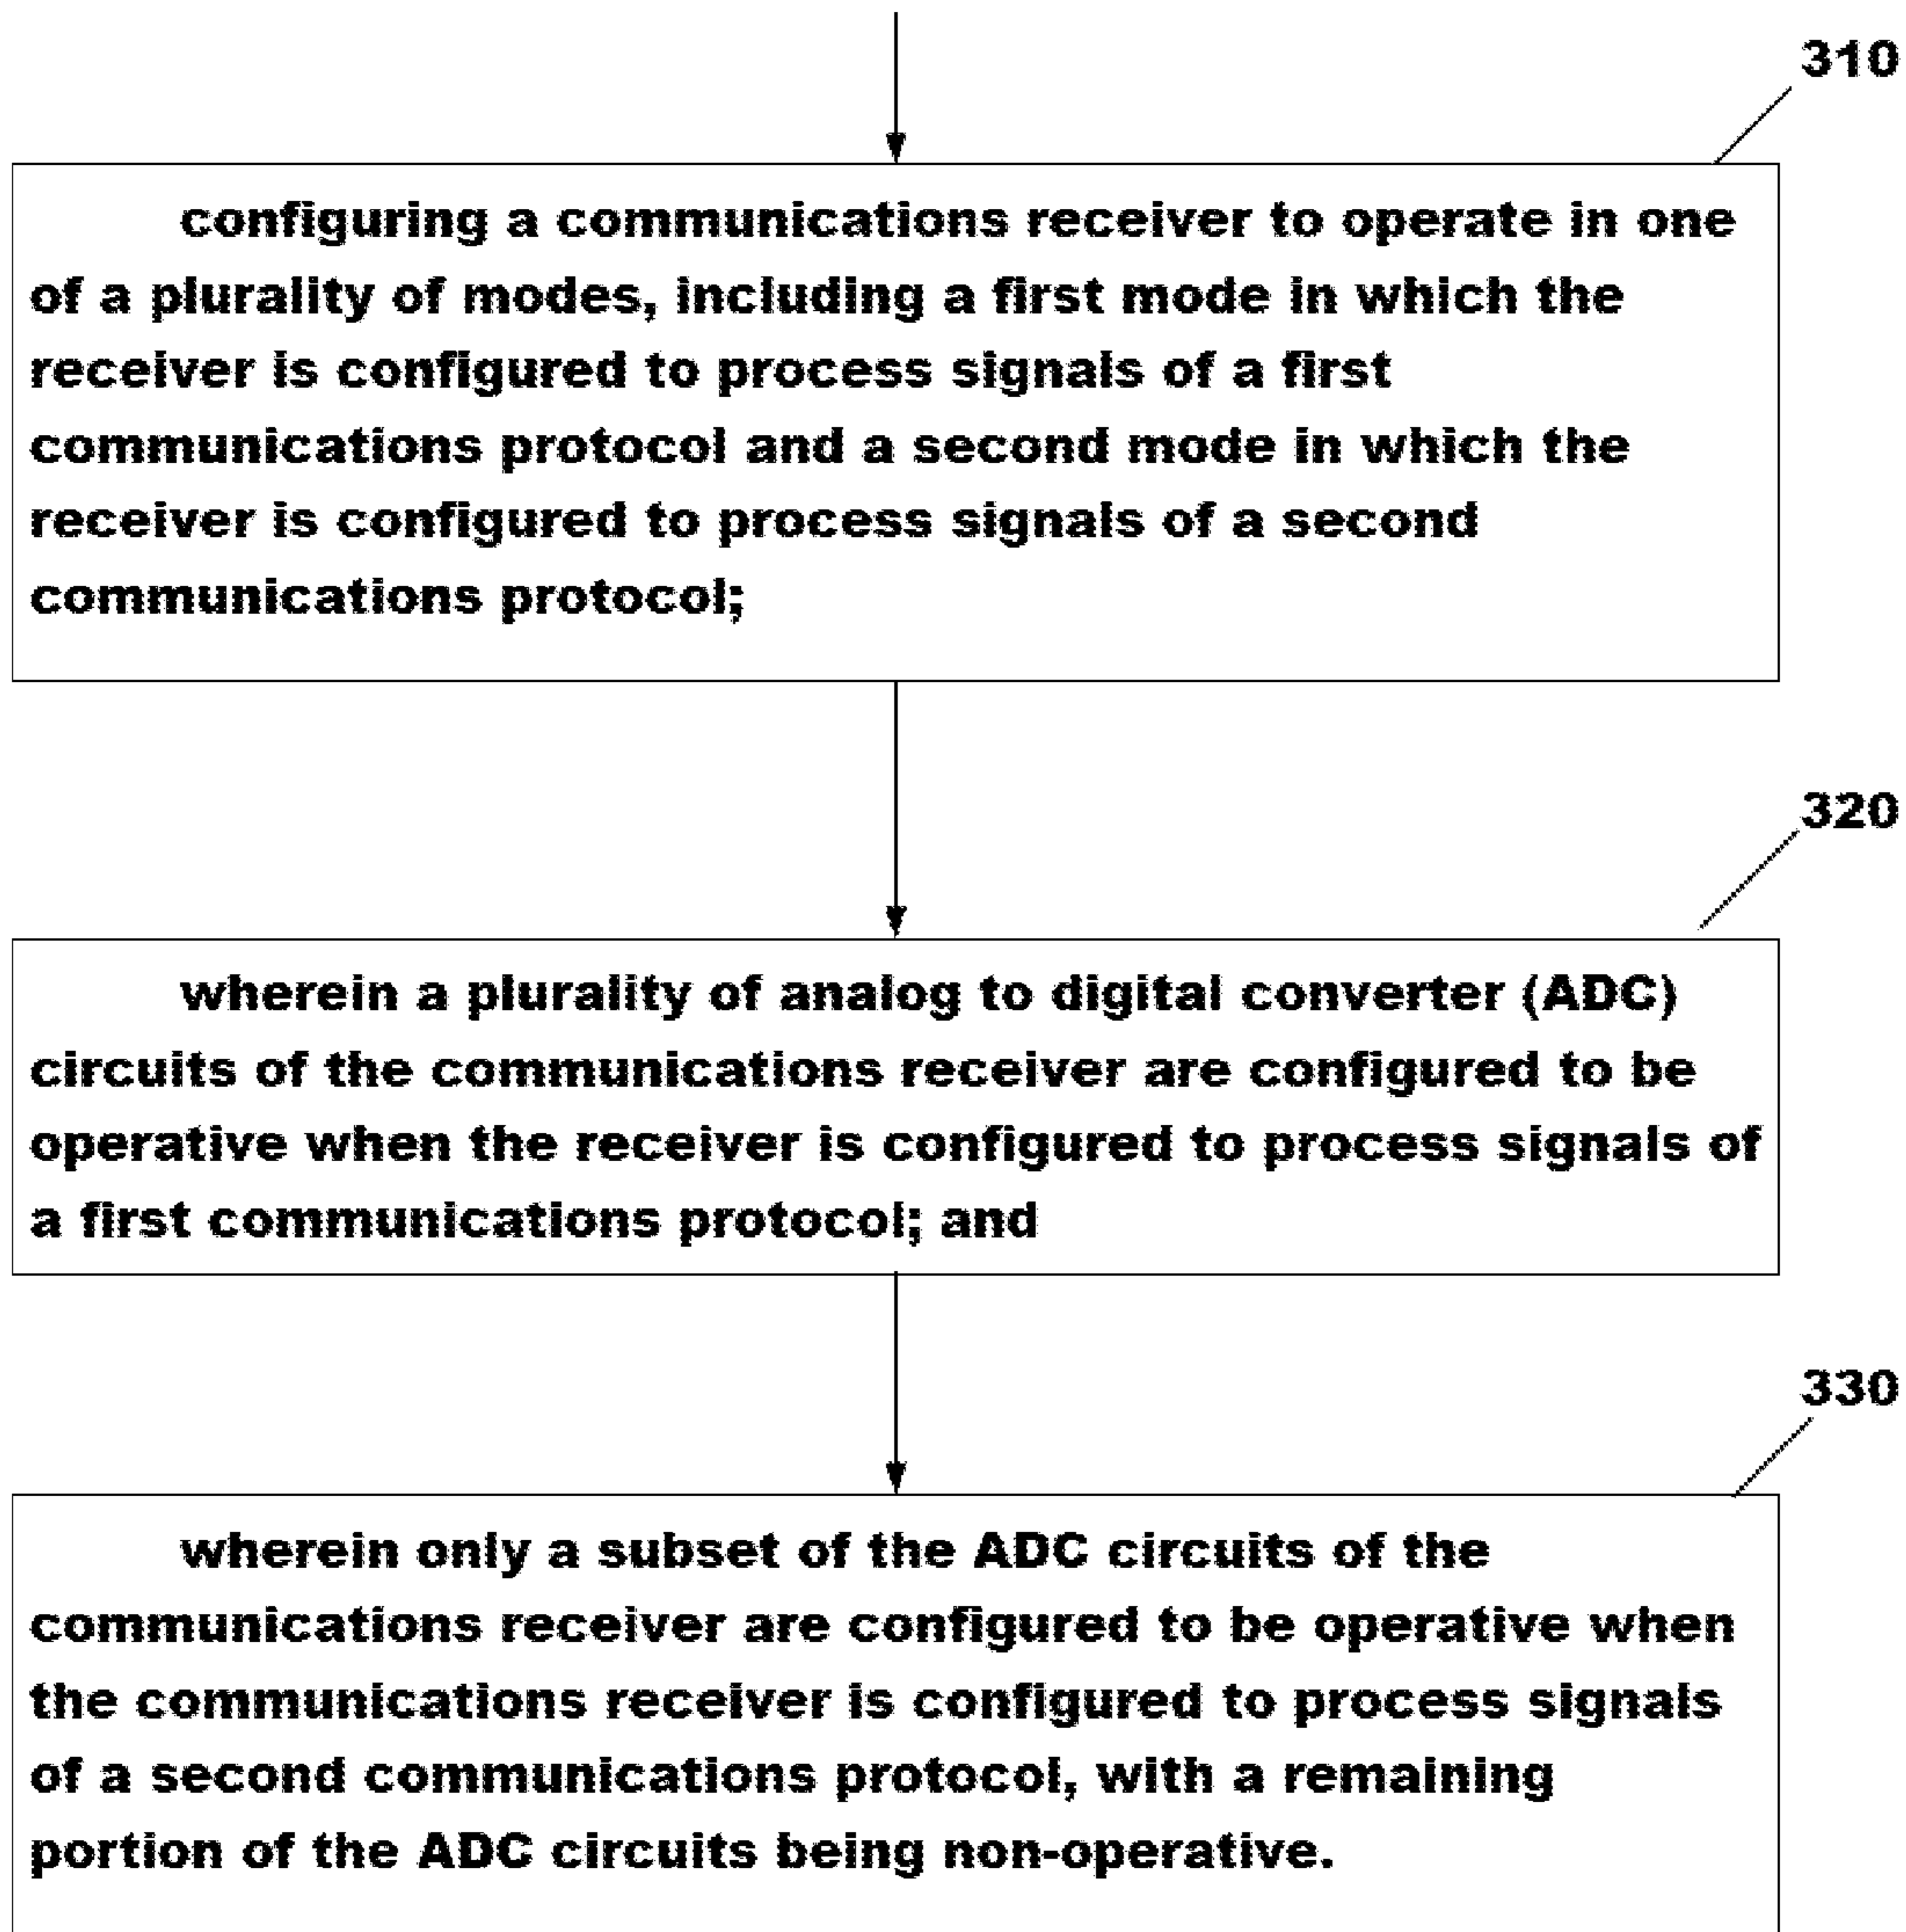 310
configuring a communications receiver to operate in one
of a plurality of modes, including a first mode in which the
receiver is configured to process signals of a first
communications protocol and a second mode in which the
receiver is configured to process signals of a second
communications protocol;
320
wherein a plurality of analog to digital converter (ADC)
circuits of the communications receiver are configured to be
operative when the receiver is configured to process signals of
a first communications protocol; and
330
wherein only a subset of the ADC circuits of the
communications receiver are configured to be operative when
the communications receiver is configured to process signals
of a second communications protocol, with a remaining
portion of the ADC circuits being non-operative.